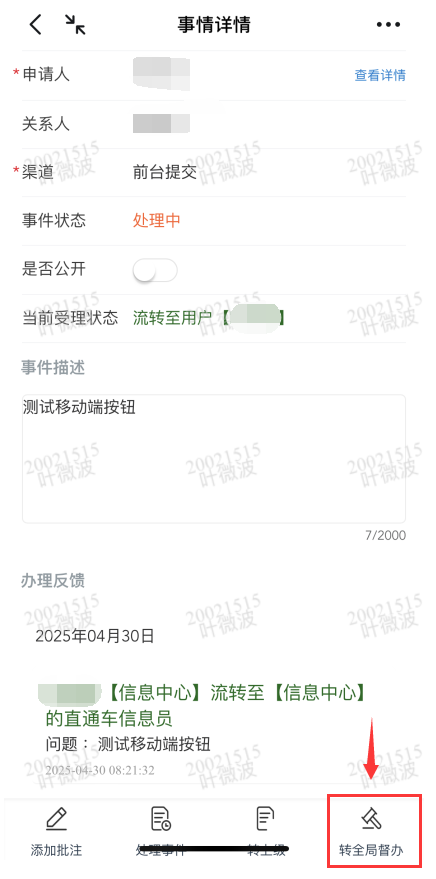 事情详情
*申请人 查看详情
关系人
*渠道 前台提交
事件状态 处理中
是否公开
当前受理状态 流转至用户【 】
事件描述
测试移动端按钮
7/2000
办理反馈
2025年04月30日
【信息中心】流转至【信息中心】
的直通车信息员
问题： 测试移动端按钮
2025-04-30 08:21:32
添加批注 处理事件 转上级 转全局督办
20021515
叶微波